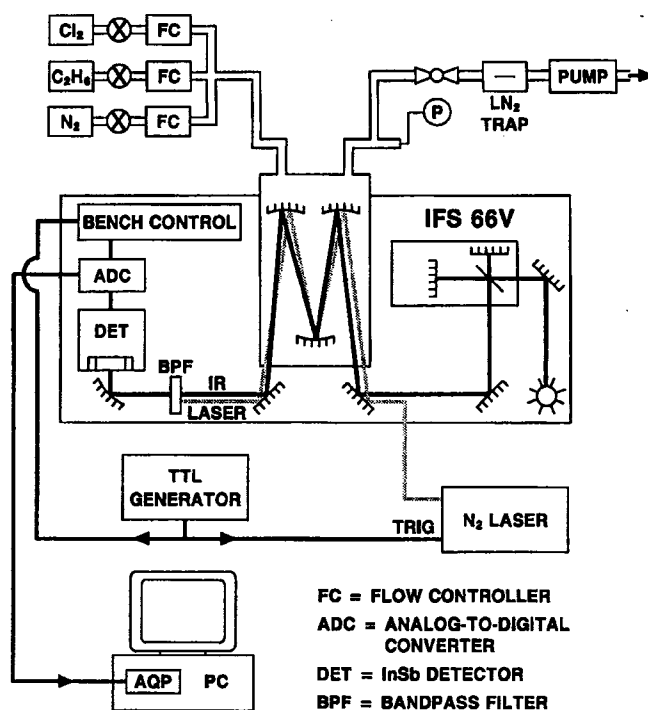 Cl₂ FC
C₂H₆ FC
N₂ FC
PUMP
P
LN₂
TRAP
IFS 66V
BENCH CONTROL
ADC
DET
BPF
IR
LASER
TTL
GENERATOR
TRIG
N₂ LASER
AQP PC
FC = FLOW CONTROLLER
ADC = ANALOG-TO-DIGITAL
CONVERTER
DET = InSb DETECTOR
BPF = BANDPASS FILTER